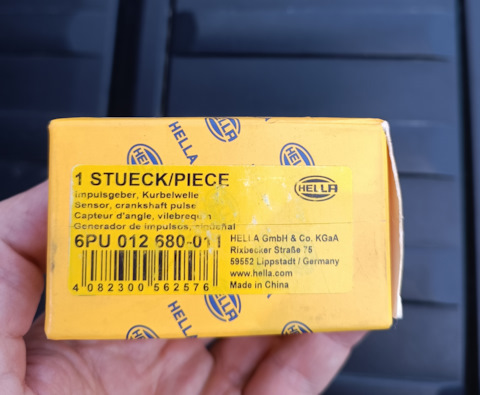 HELLA
HELLA
HELLA
1 STUECK/PIECE
HELLA
Impulsgeber, Kurbelwelle
Sensor, crankshaft pulse
Capteur d'angle, vilebrequin
Generador de impulsos, cigüeñal
6PU 012 680-011
HELLA GmbH & Co. KGaA
Rixbecker Straße 75
59552 Lippstadt / Germany
www.hella.com
Made in China
4 082300 562576
HELLA
HELLA